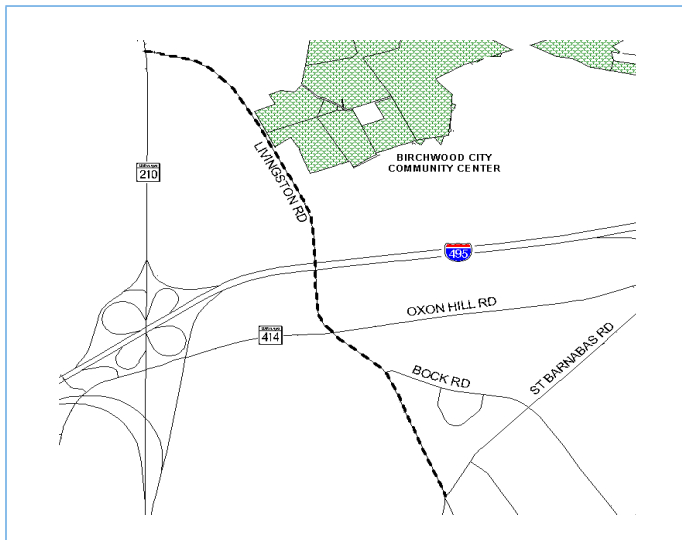 BIRCHWOOD CITY
COMMUNITY CENTER
LIVINGSTON RD
210
495
OXON HILL RD
414
ST BARNABAS RD
BOCK RD